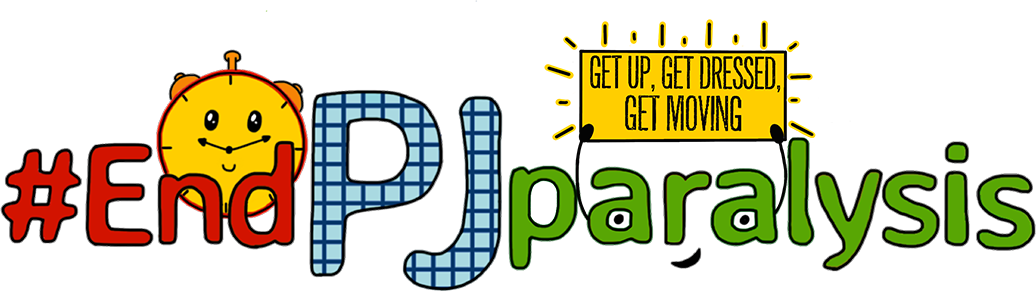 GET UP, GET DRESSED,
GET MOVING
#EndPJparalysis